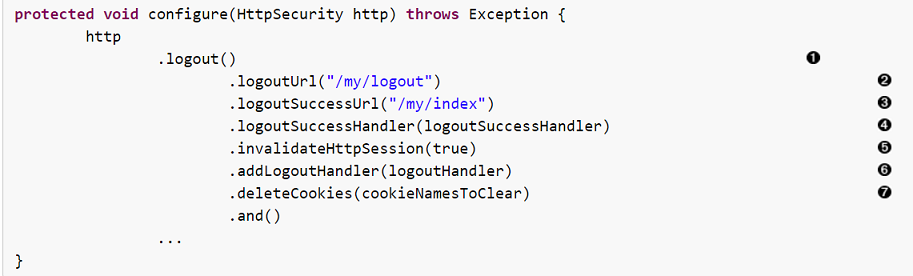 protected void configure(HttpSecurity http) throws Exception {
http
.logout() ❶
.logoutUrl("/my/logout") ❷
.logoutSuccessUrl("/my/index") ❸
.logoutSuccessHandler(logoutSuccessHandler) ❹
.invalidateHttpSession(true) ❺
.addLogoutHandler(logoutHandler) ❻
.deleteCookies(cookieNamesToClear) ❼
.and()
...
}